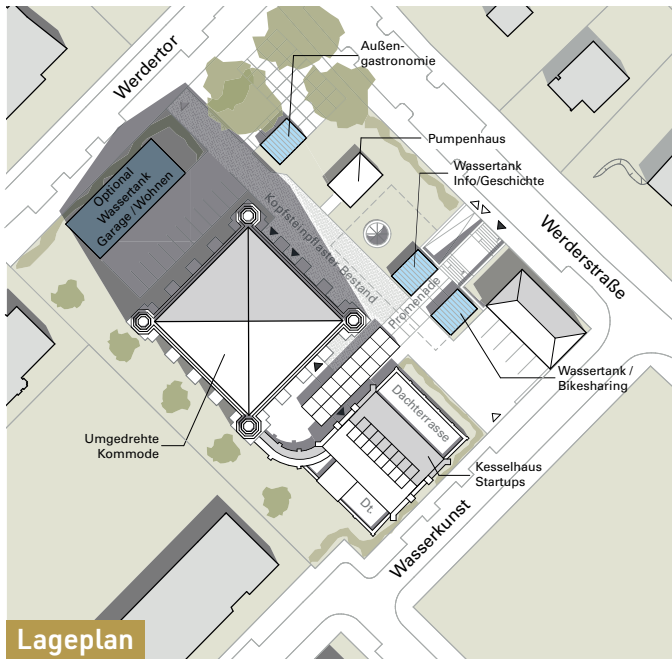 Werdertor
Außen-
gastronomie
Pumpenhaus
Wassertank
Info/Geschichte
Optional
Wassertank
Garage / Wohnen
Kopfsteinpflaster Bestand
Werderstraße
Promenade
Wassertank /
Bikesharing
Dachterrasse
Umgedrehte
Kommode
Kesselhaus
Startups
Dt.
Wasserkunst
Lageplan